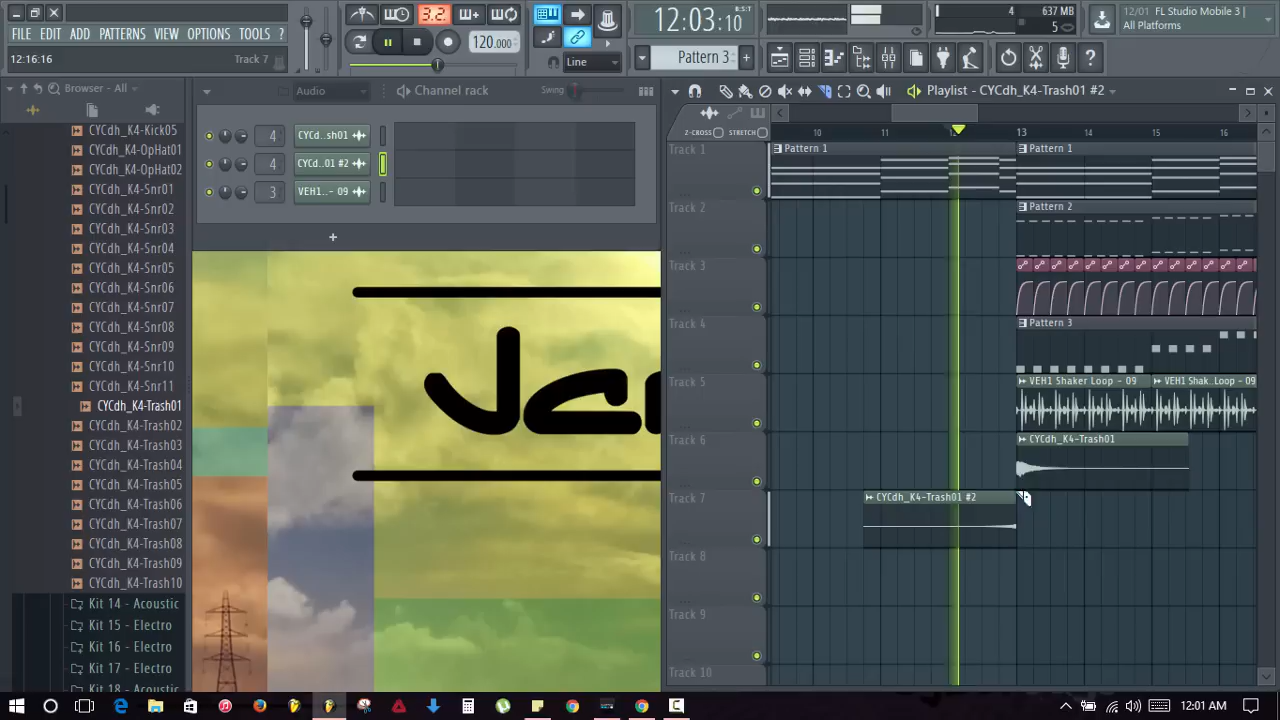 12:03:10
B:S:T
4
637 MB
5
12/01 FL Studio Mobile 3 |
All Platforms
FILE EDIT ADD PATTERNS VIEW OPTIONS TOOLS ?
3.2
120.000
Line
Pattern 3
12:16:16 Track 7
Browser - All
Audio
Channel rack
Swing
Playlist - CYCdh_K4-Trash01 #2
CYCdh_K4-Kick05
CYCdh_K4-OpHat01
CYCdh_K4-OpHat02
CYCdh_K4-Snr01
CYCdh_K4-Snr02
CYCdh_K4-Snr03
CYCdh_K4-Snr04
CYCdh_K4-Snr05
CYCdh_K4-Snr06
CYCdh_K4-Snr07
CYCdh_K4-Snr08
CYCdh_K4-Snr09
CYCdh_K4-Snr10
CYCdh_K4-Snr11
CYCdh_K4-Trash01
CYCdh_K4-Trash02
CYCdh_K4-Trash03
CYCdh_K4-Trash04
CYCdh_K4-Trash05
CYCdh_K4-Trash06
CYCdh_K4-Trash07
CYCdh_K4-Trash08
CYCdh_K4-Trash09
CYCdh_K4-Trash10
Kit 14 - Acoustic
Kit 15 - Electro
Kit 16 - Electro
Kit 17 - Electro
Kit 18 - Acoustic
4 CYCd..sh01
4 CYCd..01 #2
3 VEH1..- 09
+
Z-CROSS STRETCH
10 11 12 13 14 15 16
Track 1 Pattern 1 Pattern 1
Track 2 Pattern 2
Track 3
Track 4 Pattern 3
Track 5 VEH1 Shaker Loop - 09 VEH1 Shak..Loop - 09
Track 6 CYCdh_K4-Trash01
Track 7 CYCdh_K4-Trash01 #2
Track 8
Track 9
Track 10
12:01 AM